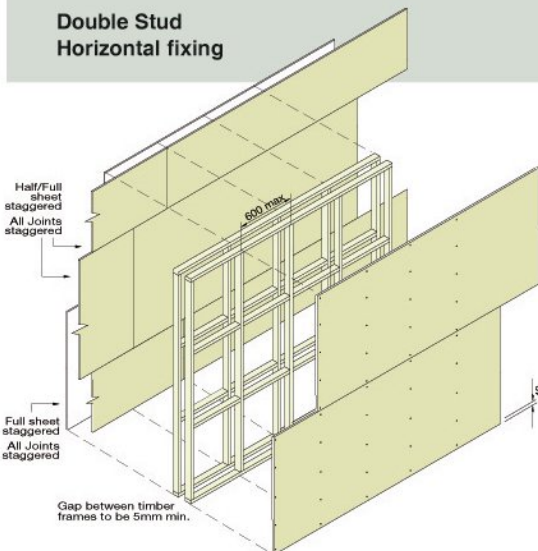 Double Stud
Horizontal fixing
Half/Full
sheet
staggered
All Joints
staggered
600 max
Full sheet
staggered
All Joints
staggered
Gap between timber
frames to be 5mm min.